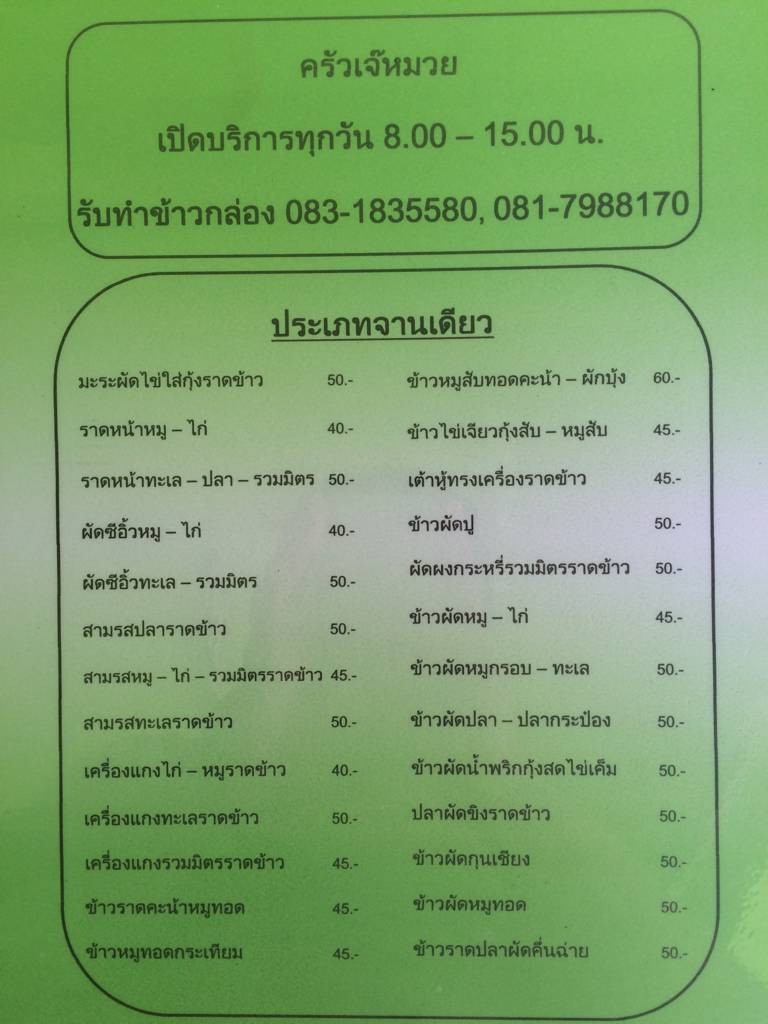 ครัวเจ๊หมวย
เปิดบริการทุกวัน 8.00 – 15.00 น.
รับทำข้าวกล่อง 083-1835580, 081-7988170
ประเภทจานเดียว
มะระผัดไข่ใส่กุ้งราดข้าว 50.-
ราดหน้าหมู – ไก่ 40.-
ราดหน้าทะเล – ปลา – รวมมิตร 50.-
ผัดซีอิ้วหมู – ไก่ 40.-
ผัดซีอิ้วทะเล – รวมมิตร 50.-
สามรสปลาราดข้าว 50.-
สามรสหมู – ไก่ – รวมมิตรราดข้าว 45.-
สามรสทะเลราดข้าว 50.-
เครื่องแกงไก่ – หมูราดข้าว 40.-
เครื่องแกงทะเลราดข้าว 50.-
เครื่องแกงรวมมิตรราดข้าว 45.-
ข้าวราดคะน้าหมูทอด 45.-
ข้าวหมูทอดกระเทียม 45.-
ข้าวหมูสับทอดคะน้า – ผักบุ้ง 60.-
ข้าวไข่เจียวกุ้งสับ – หมูสับ 45.-
เต้าหู้ทรงเครื่องราดข้าว 45.-
ข้าวผัดปู 50.-
ผัดผงกระหรี่รวมมิตรราดข้าว 50.-
ข้าวผัดหมู – ไก่ 45.-
ข้าวผัดหมูกรอบ – ทะเล 50.-
ข้าวผัดปลา – ปลากระป๋อง 50.-
ข้าวผัดน้ำพริกกุ้งสดไข่เค็ม 50.-
ปลาผัดขิงราดข้าว 50.-
ข้าวผัดกุนเชียง 50.-
ข้าวผัดหมูทอด 50.-
ข้าวราดปลาผัดคื่นฉ่าย 50.-